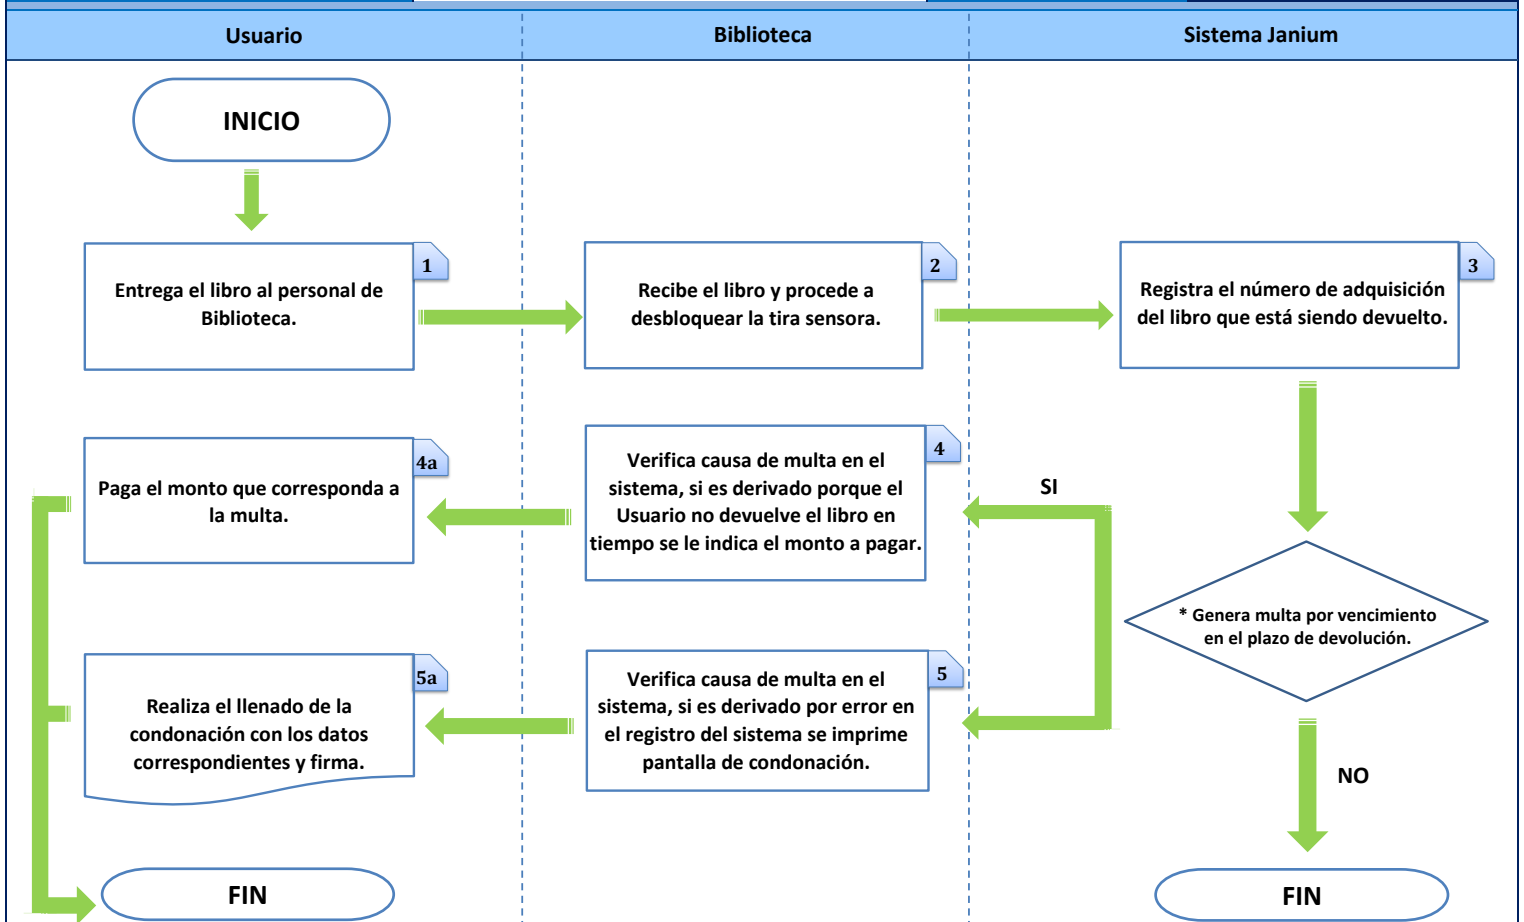 Usuario
Biblioteca
Sistema Janium
INICIO
1
Entrega el libro al personal de
Biblioteca.
2
Recibe el libro y procede a
desbloquear la tira sensora.
3
Registra el número de adquisición
del libro que está siendo devuelto.
4a
Paga el monto que corresponda a
la multa.
4
Verifica causa de multa en el
sistema, si es derivado porque el
Usuario no devuelve el libro en
tiempo se le indica el monto a pagar.
SI
* Genera multa por vencimiento
en el plazo de devolución.
5a
Realiza el llenado de la
condonación con los datos
correspondientes y firma.
5
Verifica causa de multa en el
sistema, si es derivado por error en
el registro del sistema se imprime
pantalla de condonación.
NO
FIN
FIN